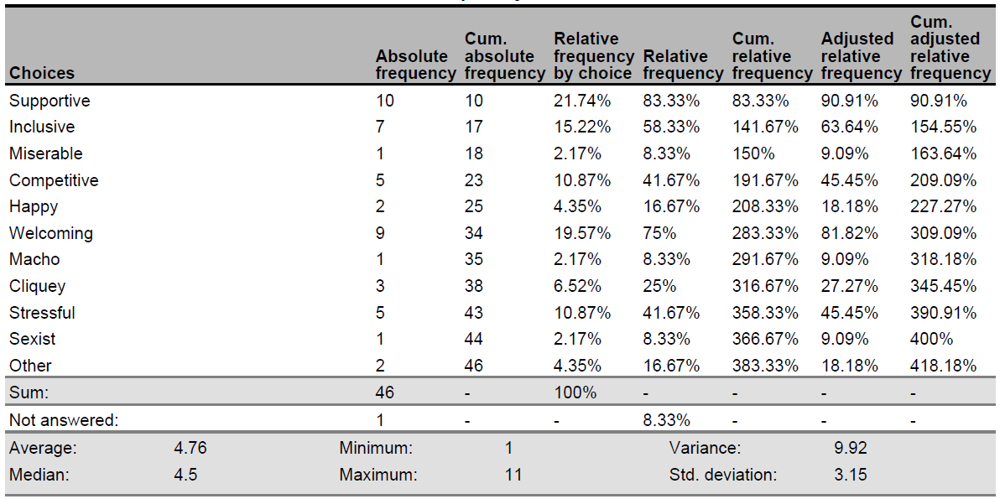 Choices Absolute frequency Cum. absolute frequency Relative frequency by choice Relative frequency Cum. relative frequency Adjusted relative frequency Cum. adjusted relative frequency
Supportive 10 10 21.74% 83.33% 83.33% 90.91% 90.91%
Inclusive 7 17 15.22% 58.33% 141.67% 63.64% 154.55%
Miserable 1 18 2.17% 8.33% 150% 9.09% 163.64%
Competitive 5 23 10.87% 41.67% 191.67% 45.45% 209.09%
Happy 2 25 4.35% 16.67% 208.33% 18.18% 227.27%
Welcoming 9 34 19.57% 75% 283.33% 81.82% 309.09%
Macho 1 35 2.17% 8.33% 291.67% 9.09% 318.18%
Cliquey 3 38 6.52% 25% 316.67% 27.27% 345.45%
Stressful 5 43 10.87% 41.67% 358.33% 45.45% 390.91%
Sexist 1 44 2.17% 8.33% 366.67% 9.09% 400%
Other 2 46 4.35% 16.67% 383.33% 18.18% 418.18%
Sum: 46 - 100% - - - -
Not answered: 1 - - 8.33% - - -
Average: 4.76 Minimum: 1 Variance: 9.92
Median: 4.5 Maximum: 11 Std. deviation: 3.15